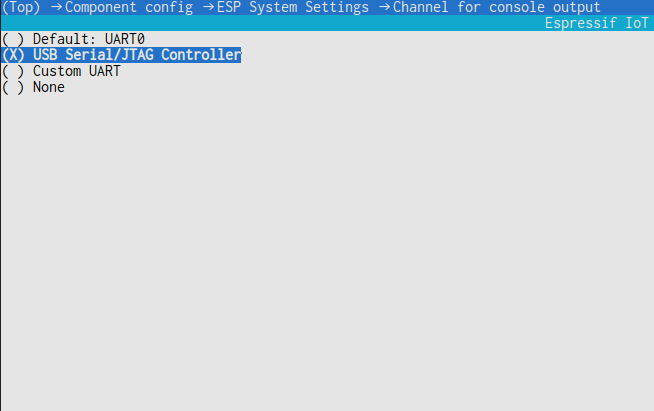 (Top) →Component config →ESP System Settings →Channel for console output
Espressif IoT
( ) Default: UART0
(X) USB Serial/JTAG Controller
( ) Custom UART
( ) None